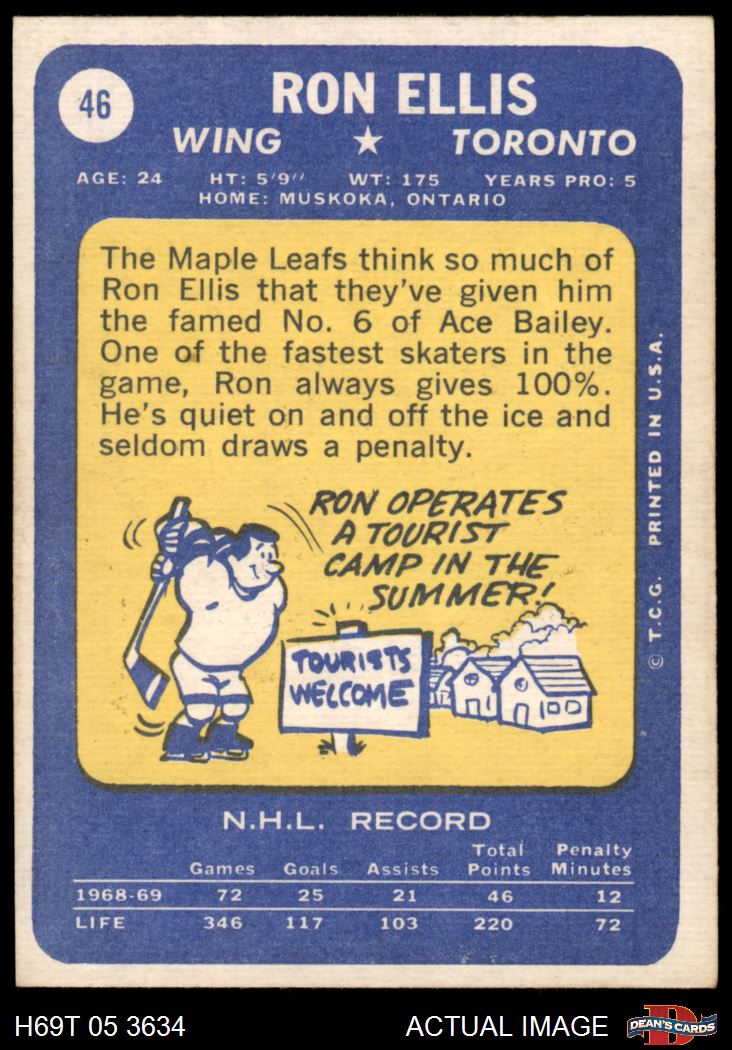 46
RON ELLIS
WING ★ TORONTO
AGE: 24 HT: 5'9" WT: 175 YEARS PRO: 5
HOME: MUSKOKA, ONTARIO
The Maple Leafs think so much of
Ron Ellis that they've given him
the famed No. 6 of Ace Bailey.
One of the fastest skaters in the
game, Ron always gives 100%.
He's quiet on and off the ice and
seldom draws a penalty.
RON OPERATES
A TOURIST
CAMP IN THE
SUMMER!
TOURISTS
WELCOME
© T.C.G. PRINTED IN U.S.A.
N.H.L. RECORD
Games Goals Assists Total Points Penalty Minutes
1968-69 72 25 21 46 12
LIFE 346 117 103 220 72
H69T 05 3634 ACTUAL IMAGE
D
DEAN'S CARDS